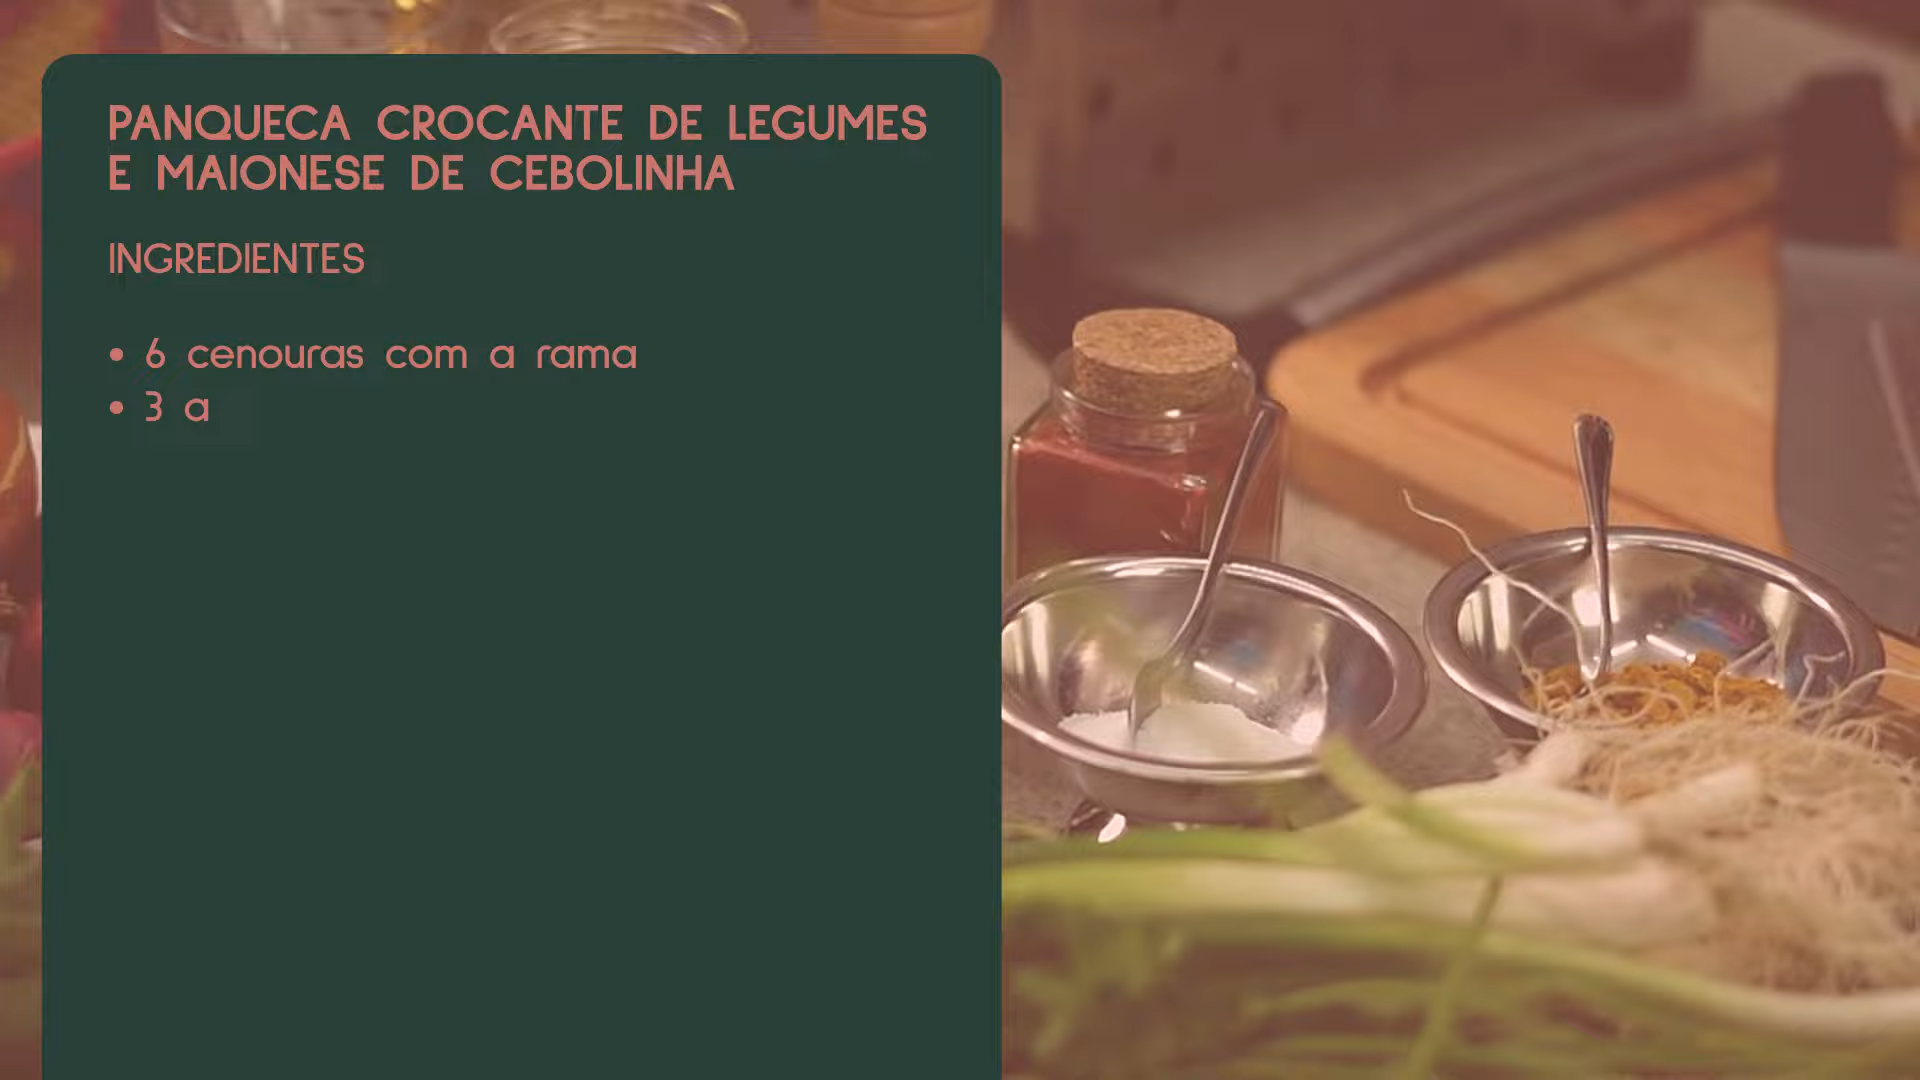 PANQUECA CROCANTE DE LEGUMES
E MAIONESE DE CEBOLINHA
INGREDIENTES
• 6 cenouras com a rama
• 3 a